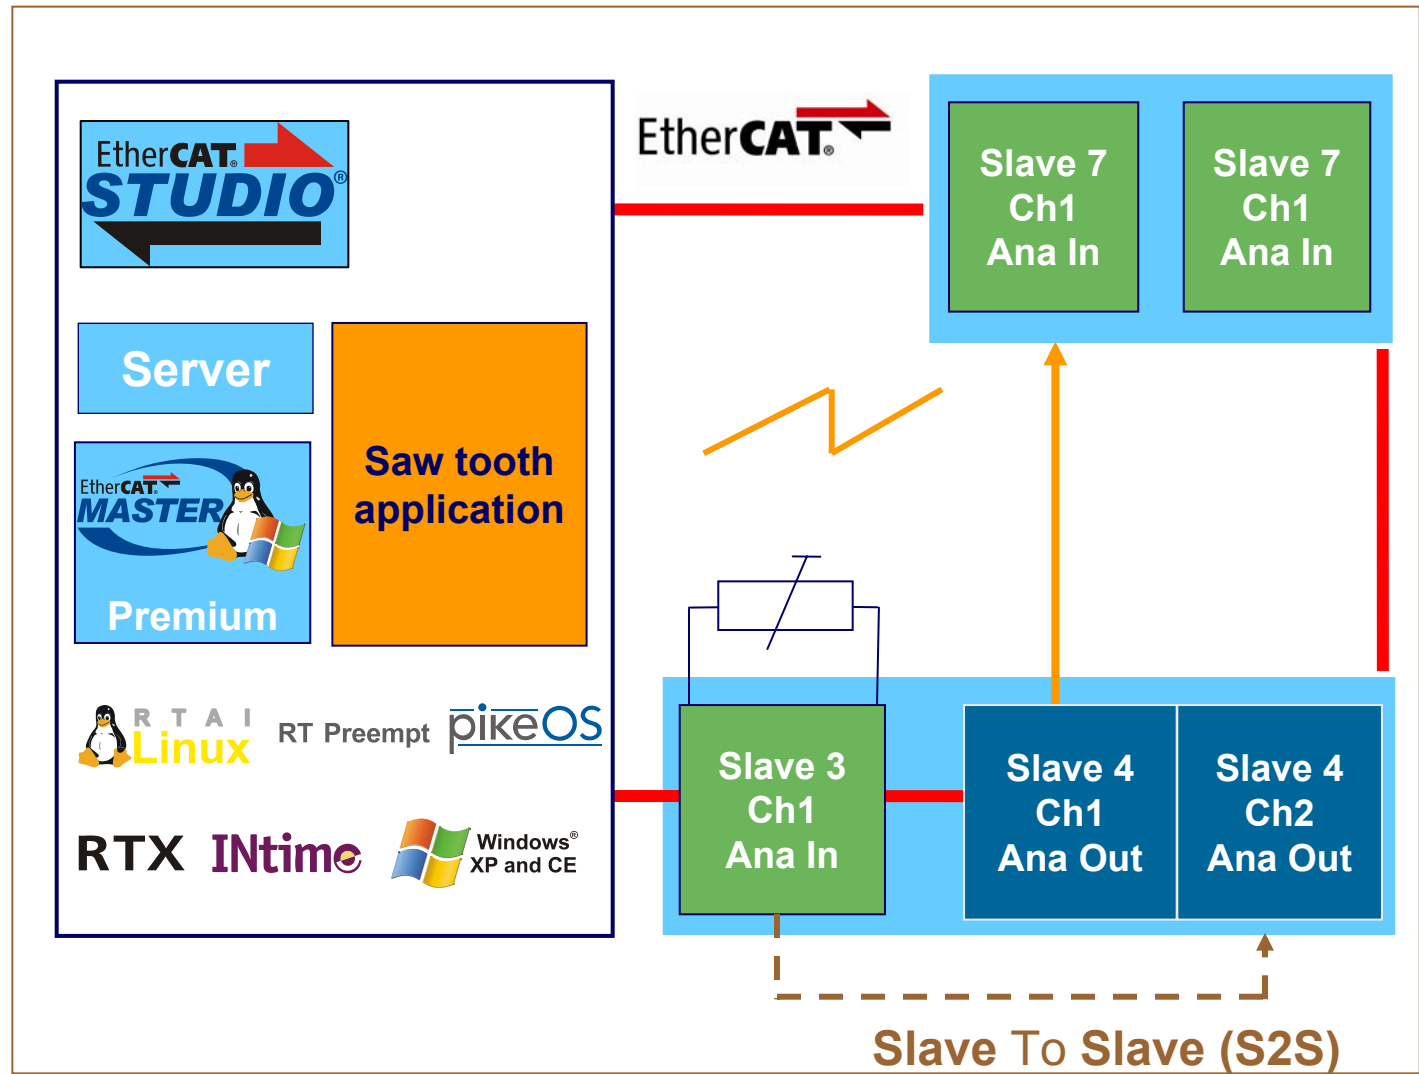 EtherCAT®
STUDIO®
Server
EtherCAT®
MASTER
Premium
Saw tooth
application
RTAI
Linux
RT Preempt
pikeOS
RTX
INtime
Windows®
XP and CE
EtherCAT®
Slave 7
Ch1
Ana In
Slave 7
Ch1
Ana In
Slave 3
Ch1
Ana In
Slave 4
Ch1
Ana Out
Slave 4
Ch2
Ana Out
Slave To Slave (S2S)